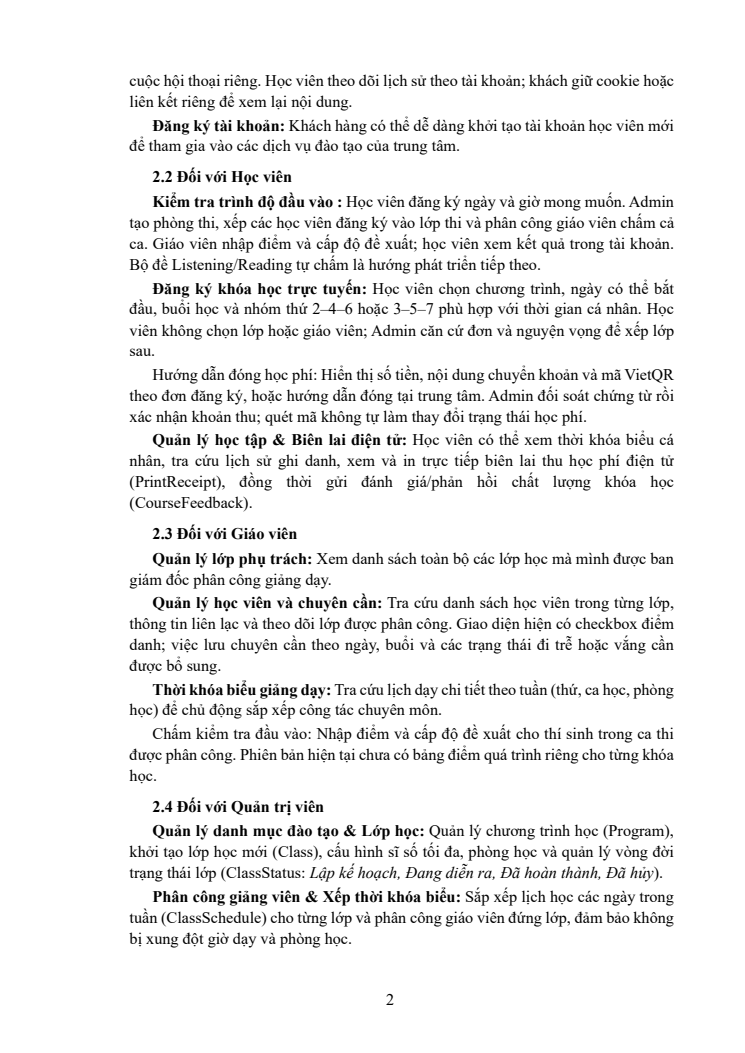 cuộc hội thoại riêng. Học viên theo dõi lịch sử theo tài khoản; khách giữ cookie hoặc
liên kết riêng để xem lại nội dung.
Đăng ký tài khoản: Khách hàng có thể dễ dàng khởi tạo tài khoản học viên mới
để tham gia vào các dịch vụ đào tạo của trung tâm.
2.2 Đối với Học viên
Kiểm tra trình độ đầu vào : Học viên đăng ký ngày và giờ mong muốn. Admin
tạo phòng thi, xếp các học viên đăng ký vào lớp thi và phân công giáo viên chấm cả
ca. Giáo viên nhập điểm và cấp độ đề xuất; học viên xem kết quả trong tài khoản.
Bộ đề Listening/Reading tự chấm là hướng phát triển tiếp theo.
Đăng ký khóa học trực tuyến: Học viên chọn chương trình, ngày có thể bắt
đầu, buổi học và nhóm thứ 2–4–6 hoặc 3–5–7 phù hợp với thời gian cá nhân. Học
viên không chọn lớp hoặc giáo viên; Admin căn cứ đơn và nguyện vọng để xếp lớp
sau.
Hướng dẫn đóng học phí: Hiển thị số tiền, nội dung chuyển khoản và mã VietQR
theo đơn đăng ký, hoặc hướng dẫn đóng tại trung tâm. Admin đối soát chứng từ rồi
xác nhận khoản thu; quét mã không tự làm thay đổi trạng thái học phí.
Quản lý học tập & Biên lai điện tử: Học viên có thể xem thời khóa biểu cá
nhân, tra cứu lịch sử ghi danh, xem và in trực tiếp biên lai thu học phí điện tử
(PrintReceipt), đồng thời gửi đánh giá/phản hồi chất lượng khóa học
(CourseFeedback).
2.3 Đối với Giáo viên
Quản lý lớp phụ trách: Xem danh sách toàn bộ các lớp học mà mình được ban
giám đốc phân công giảng dạy.
Quản lý học viên và chuyên cần: Tra cứu danh sách học viên trong từng lớp,
thông tin liên lạc và theo dõi lớp được phân công. Giao diện hiện có checkbox điểm
danh; việc lưu chuyên cần theo ngày, buổi và các trạng thái đi trễ hoặc vắng cần
được bổ sung.
Thời khóa biểu giảng dạy: Tra cứu lịch dạy chi tiết theo tuần (thứ, ca học, phòng
học) để chủ động sắp xếp công tác chuyên môn.
Chấm kiểm tra đầu vào: Nhập điểm và cấp độ đề xuất cho thí sinh trong ca thi
được phân công. Phiên bản hiện tại chưa có bảng điểm quá trình riêng cho từng khóa
học.
2.4 Đối với Quản trị viên
Quản lý danh mục đào tạo & Lớp học: Quản lý chương trình học (Program),
khởi tạo lớp học mới (Class), cấu hình sĩ số tối đa, phòng học và quản lý vòng đời
trạng thái lớp (ClassStatus: Lập kế hoạch, Đang diễn ra, Đã hoàn thành, Đã hủy).
Phân công giảng viên & Xếp thời khóa biểu: Sắp xếp lịch học các ngày trong
tuần (ClassSchedule) cho từng lớp và phân công giáo viên đứng lớp, đảm bảo không
bị xung đột giờ dạy và phòng học.
2